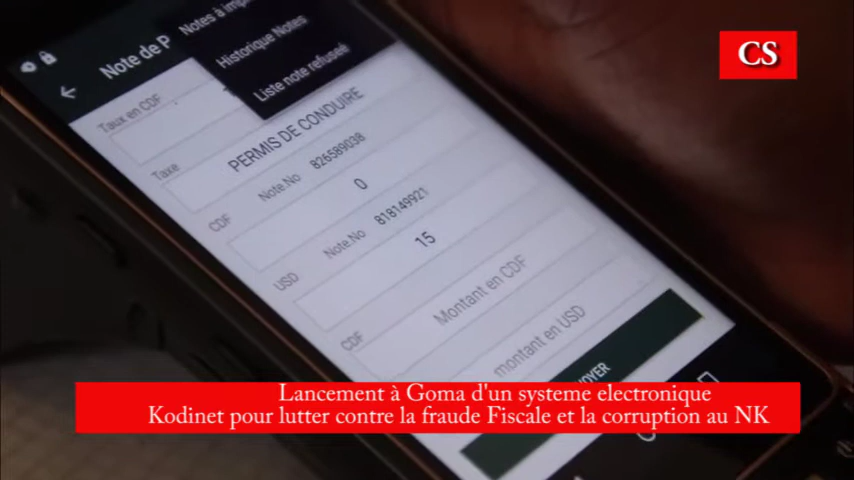 CS
Notes à
Historique Notes
Liste note refuseé
Note de P
Taux en CDF
Taxe
PERMIS DE CONDUIRE
Note.No 826589038
CDF
0
Note.No 818149921
USD
15
CDF
Montant en CDF
montant en USD
Lancement à Goma d'un systeme electronique
Kodinet pour lutter contre la fraude Fiscale et la corruption au NK